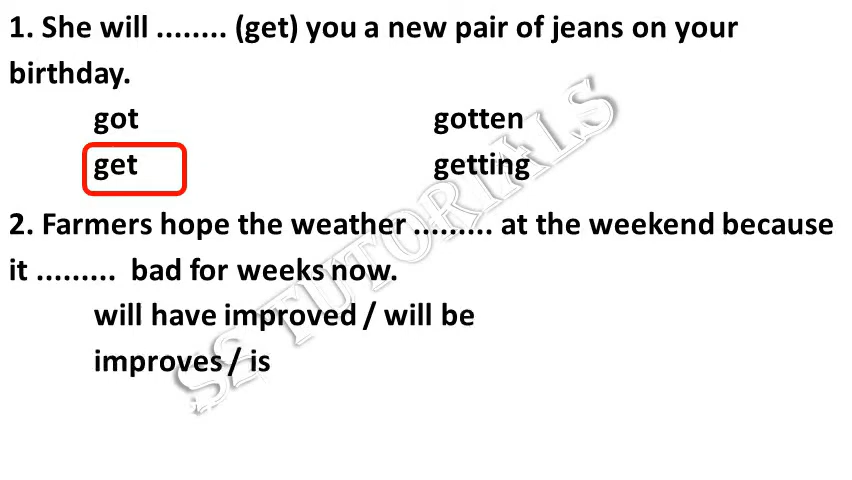 1. She will ........ (get) you a new pair of jeans on your
birthday.
got gotten
get getting
2. Farmers hope the weather ......... at the weekend because
it ......... bad for weeks now.
will have improved / will be
improves / is
SS TUTORIALS